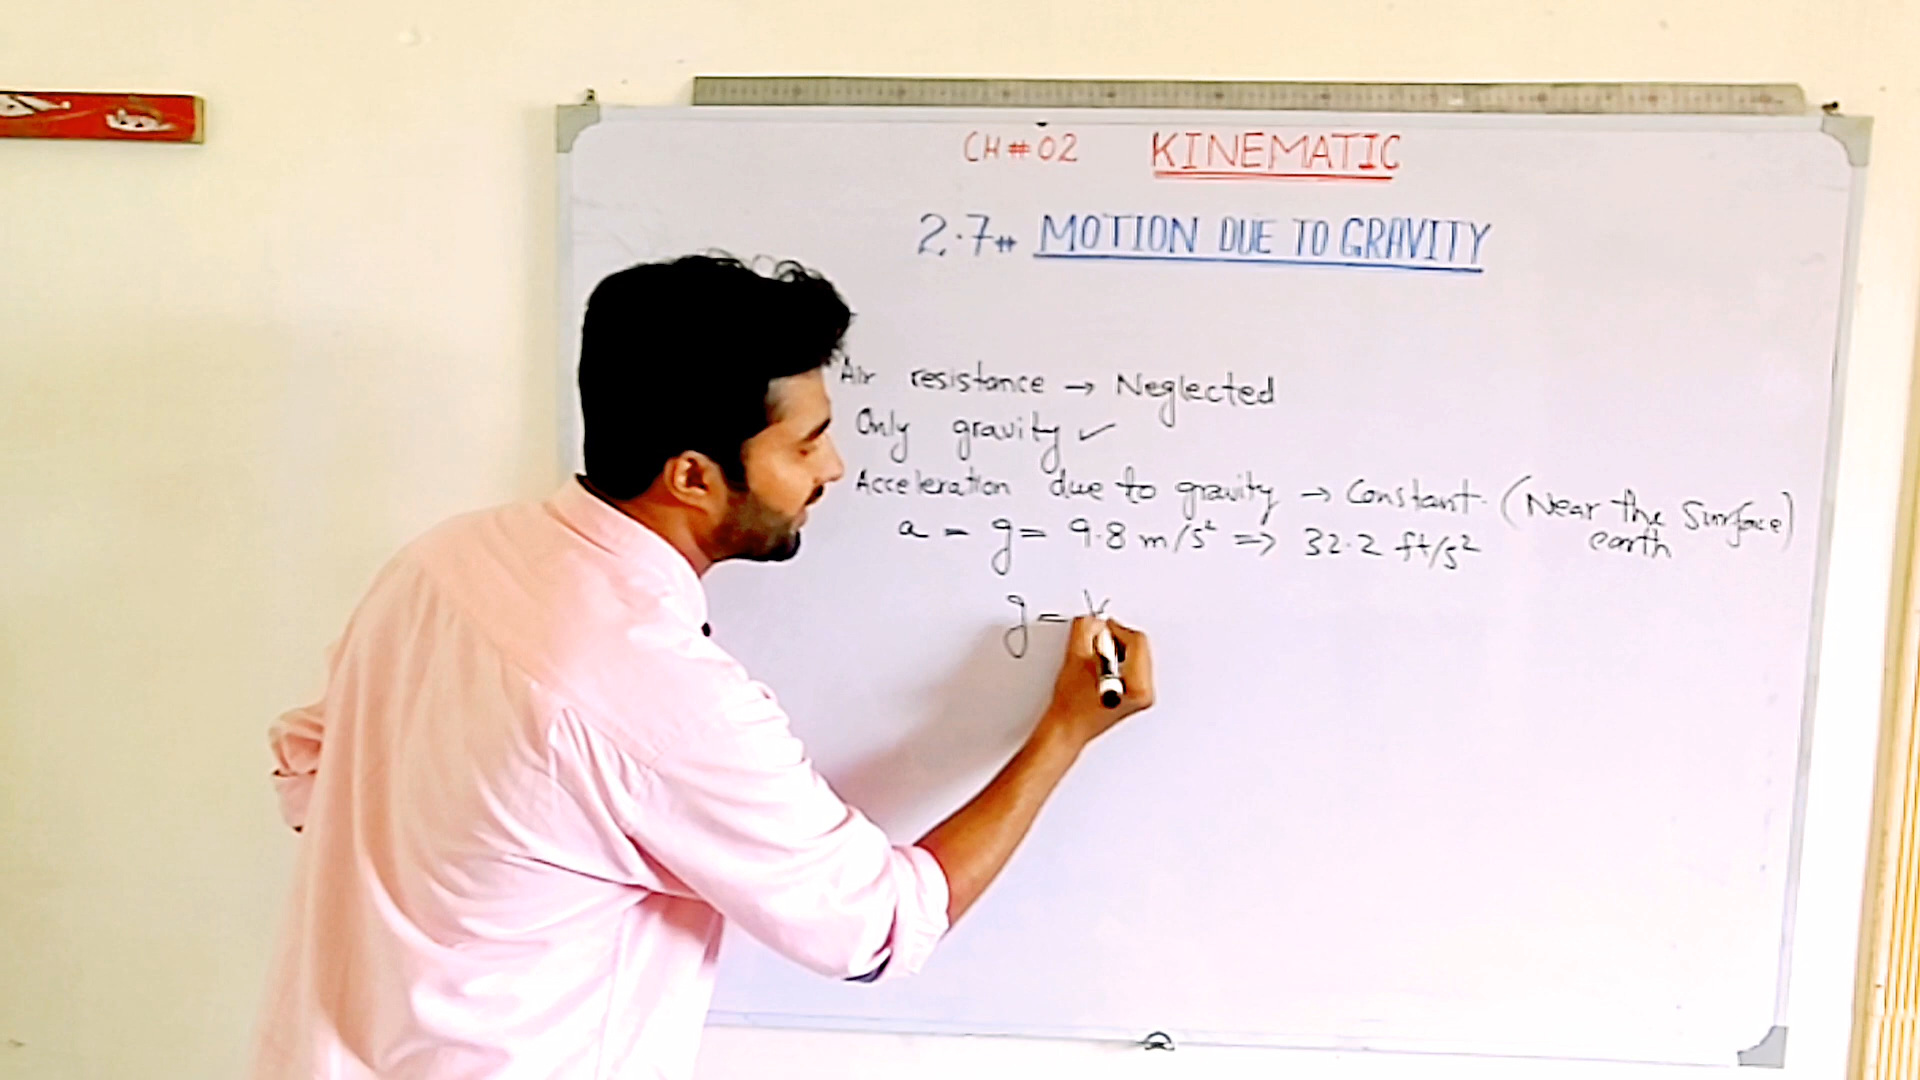 CH # 02 KINEMATIC
2.7# MOTION DUE TO GRAVITY
Air resistance → Neglected
Only gravity ✓
Acceleration due to gravity → Constant. (Near the Surface)
earth
a = g = 9.8 m/s² => 32.2 ft/s²
g =